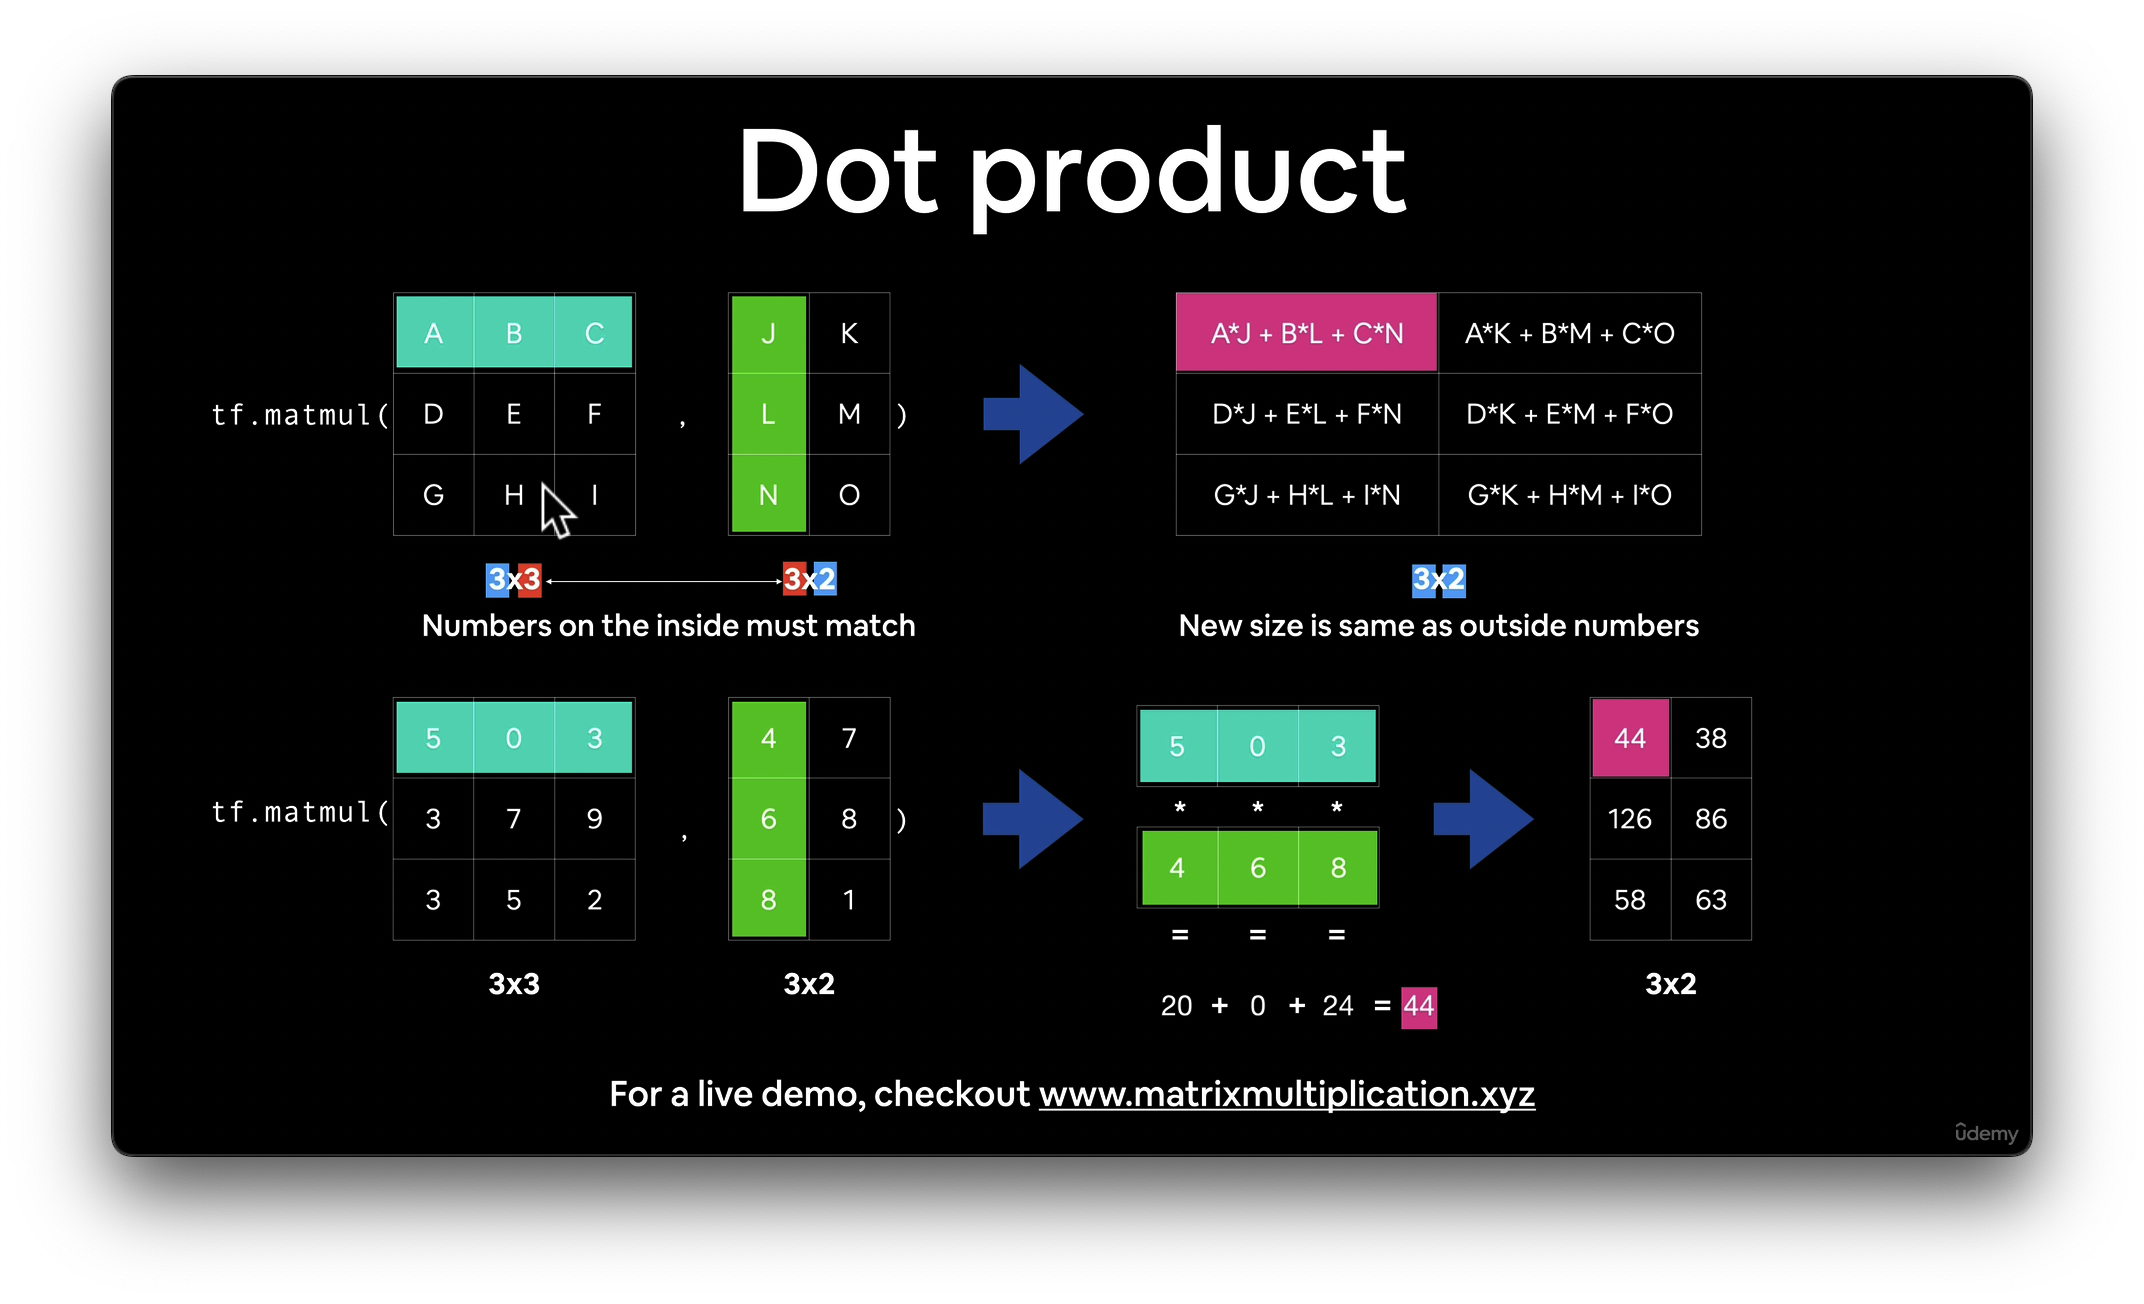 Dot product
A B C J K A*J + B*L + C*N A*K + B*M + C*O
tf.matmul( D E F , L M ) D*J + E*L + F*N D*K + E*M + F*O
G H I N O G*J + H*L + I*N G*K + H*M + I*O
3x3 3x2 3x2
Numbers on the inside must match New size is same as outside numbers
5 0 3 4 7 5 0 3 44 38
* * *
tf.matmul( 3 7 9 , 6 8 ) 126 86
4 6 8
3 5 2 8 1 58 63
= = =
3x3 3x2 3x2
20 + 0 + 24 = 44
For a live demo, checkout www.matrixmultiplication.xyz
ûdemy